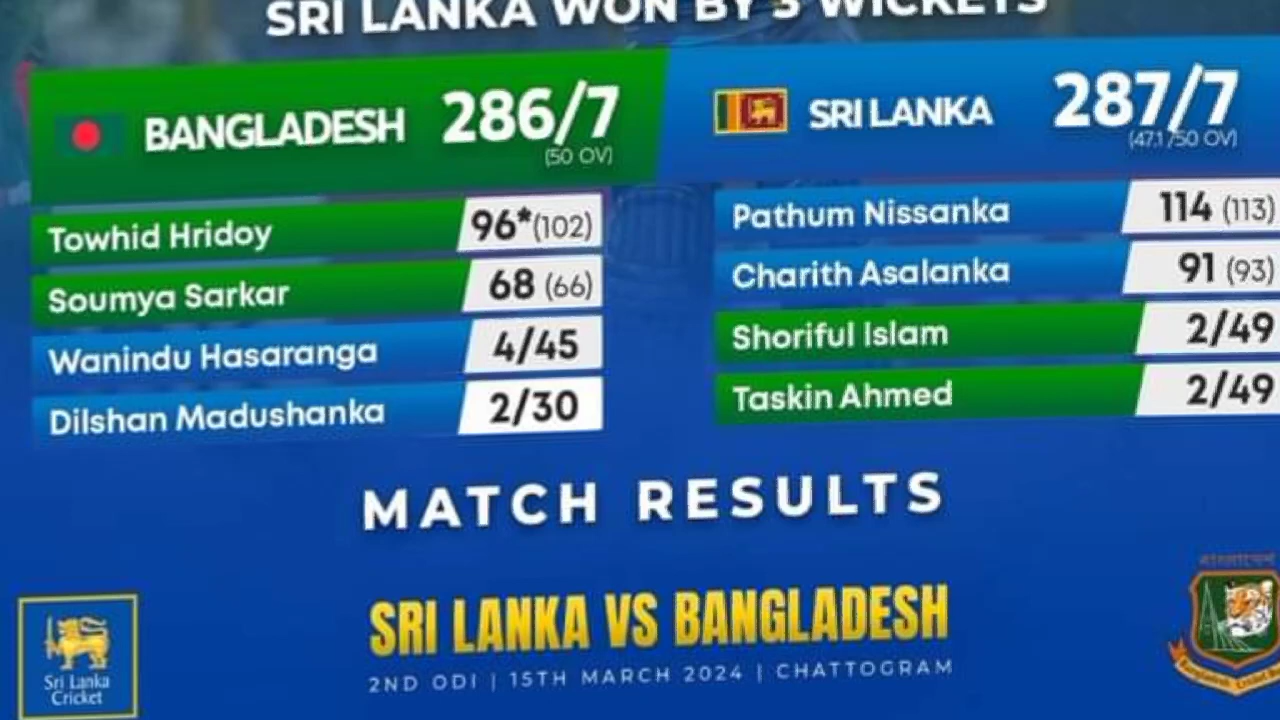 SRI LANKA WON BY 3 WICKETS
BANGLADESH 286/7
(50 OV)
SRI LANKA 287/7
(47.1/50 OV)
Towhid Hridoy 96*(102)
Soumya Sarkar 68 (66)
Wanindu Hasaranga 4/45
Dilshan Madushanka 2/30
Pathum Nissanka 114 (113)
Charith Asalanka 91 (93)
Shoriful Islam 2/49
Taskin Ahmed 2/49
MATCH RESULTS
SRI LANKA VS BANGLADESH
2ND ODI | 15TH MARCH 2024 | CHATTOGRAM
Sri Lanka
Cricket